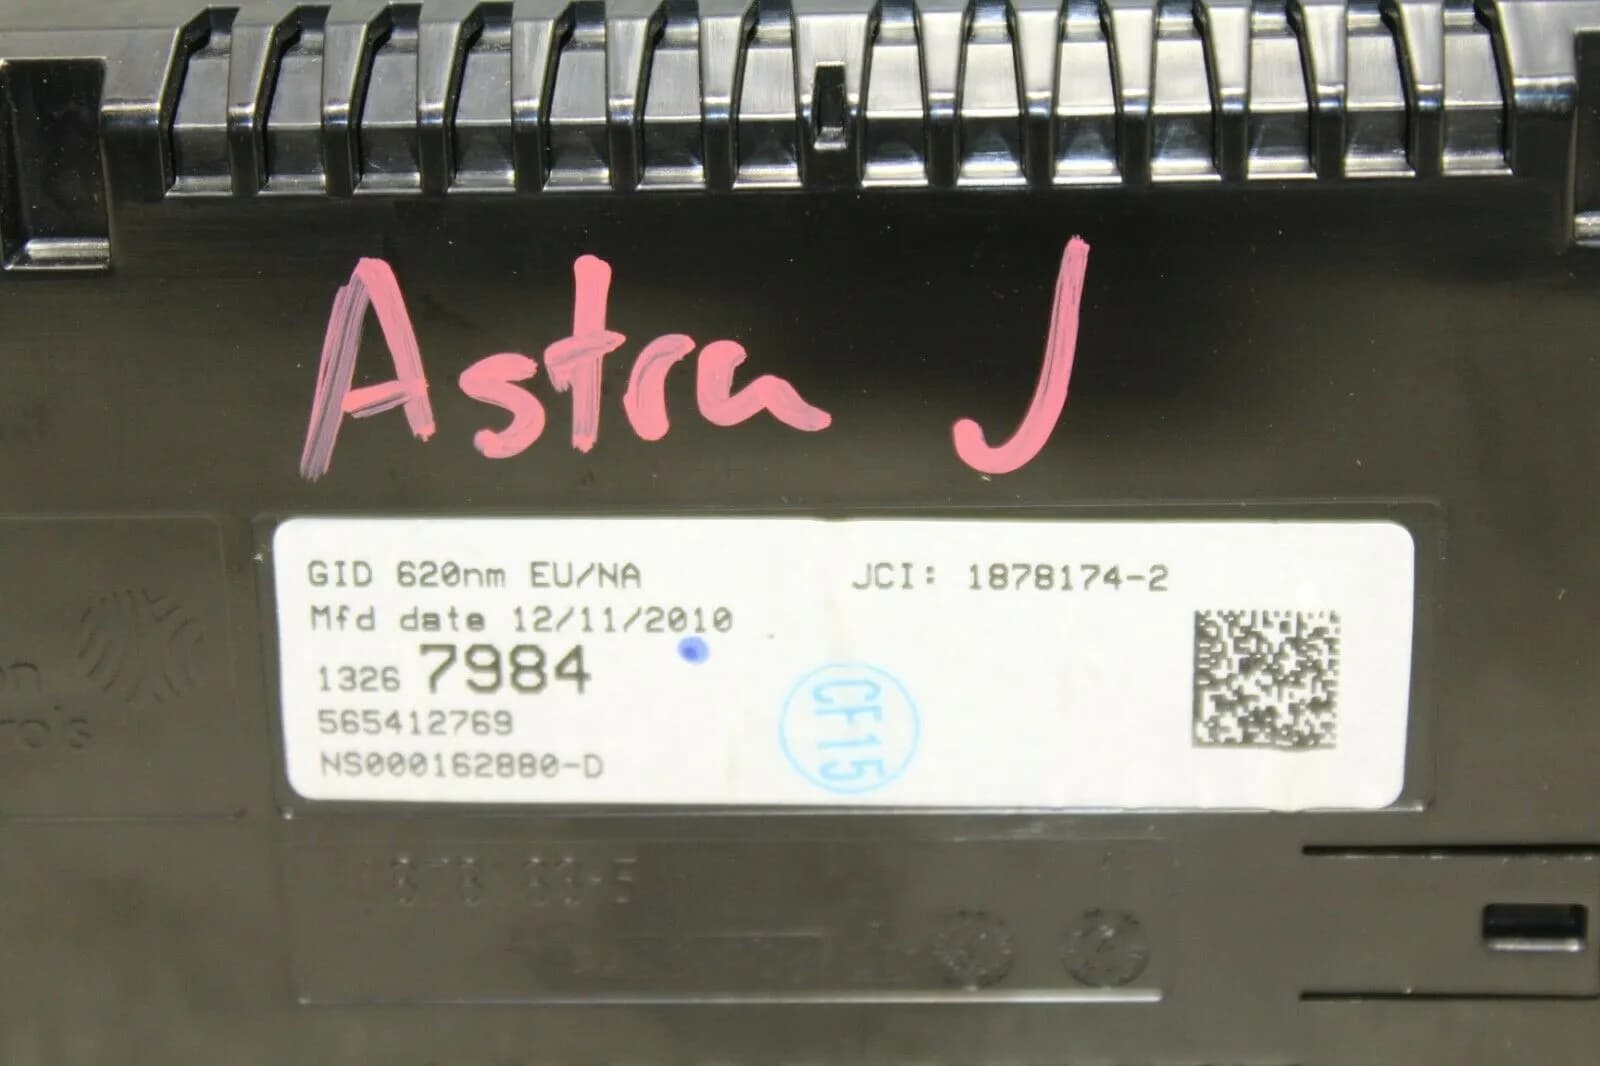 Astra J
GID 620nm EU/NA
JCI: 1878174-2
Mfd date 12/11/2010
1326 7984
565412769
NS000162880-D
CF15